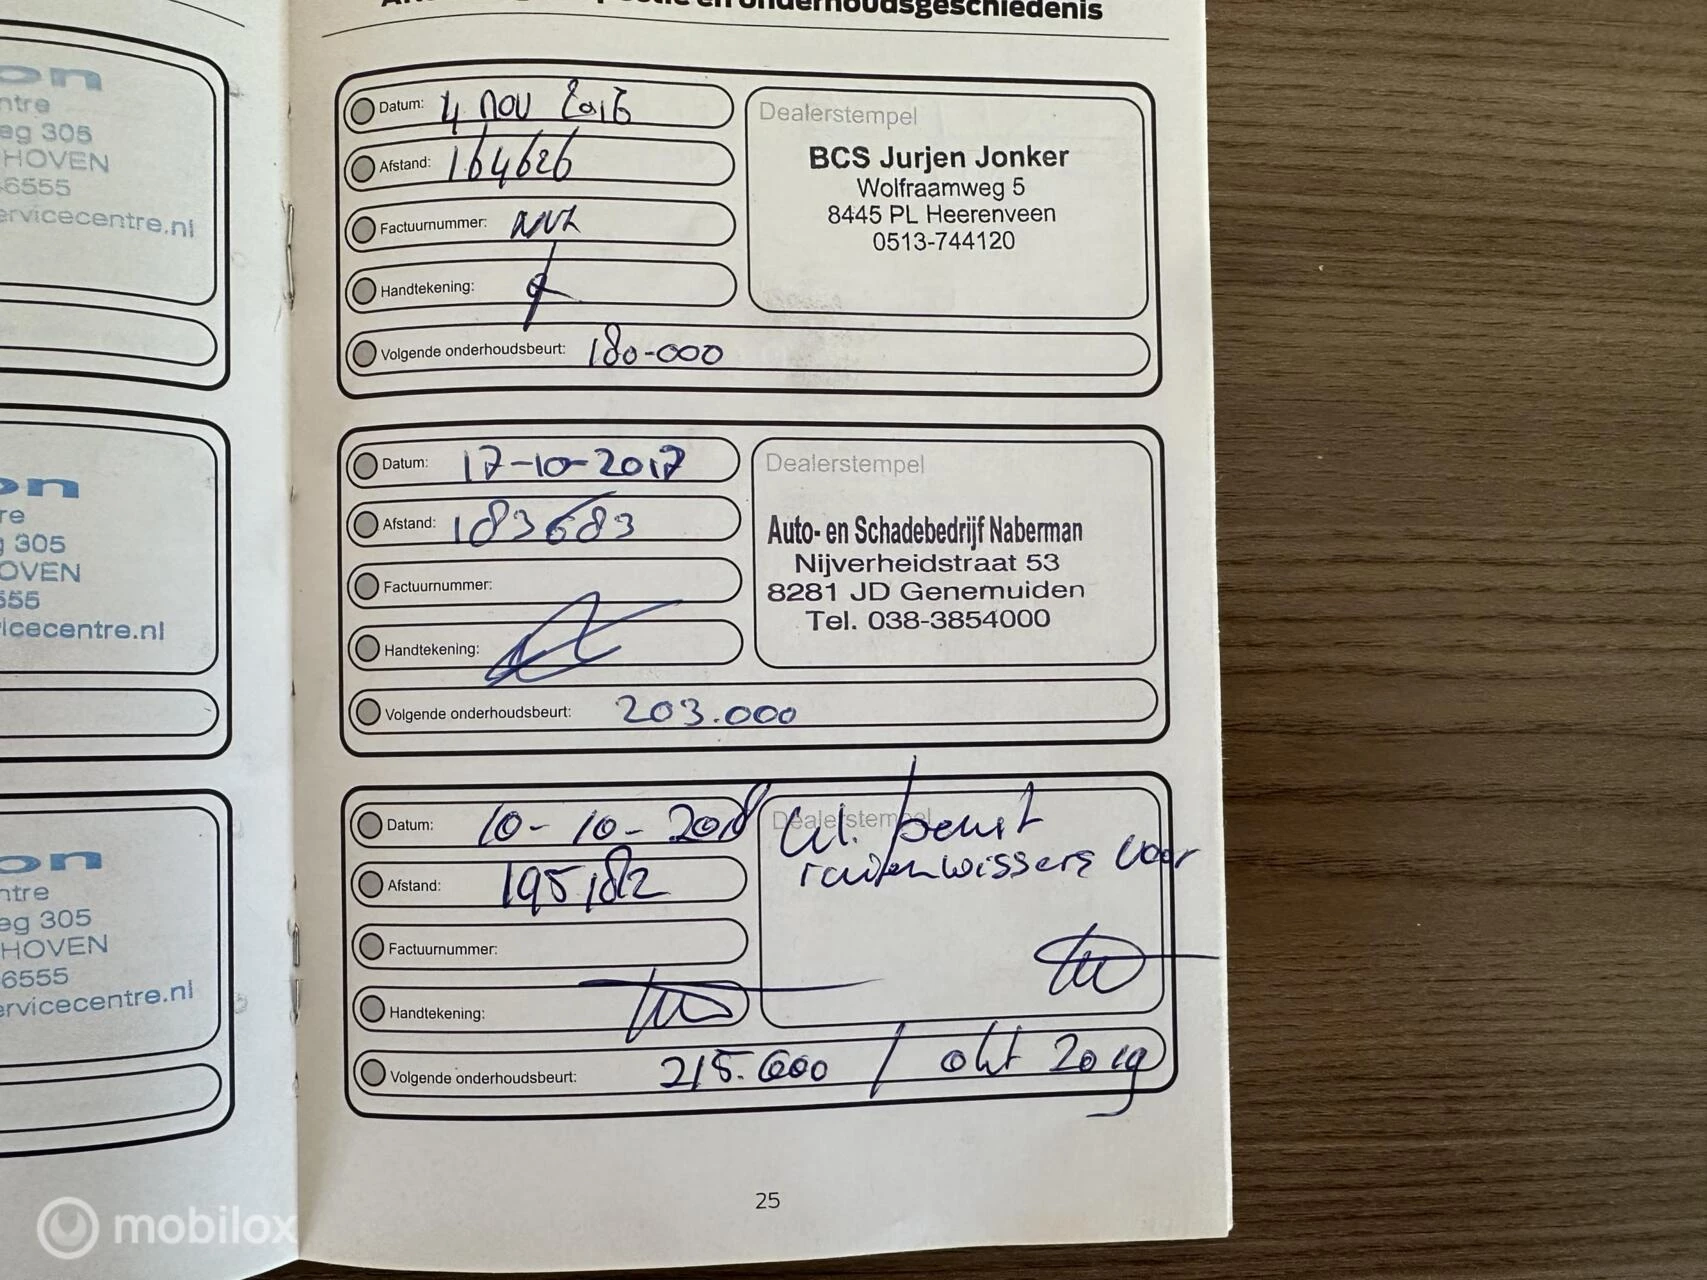 on
ntre
eg 305
HOVEN
6555
ervicecentre.nl
on
re
g 305
OVEN
555
icecentre.nl
on
ntre
eg 305
HOVEN
6555
ervicecentre.nl
en onderhoudsgeschiedenis
Datum: 4 nov 2016
Afstand: 164626
Factuurnummer:
Handtekening:
Volgende onderhoudsbeurt: 180-000
Dealerstempel
BCS Jurjen Jonker
Wolfraamweg 5
8445 PL Heerenveen
0513-744120
Datum: 17-10-2017
Afstand: 183683
Factuurnummer:
Handtekening:
Volgende onderhoudsbeurt: 203.000
Dealerstempel
Auto- en Schadebedrijf Naberman
Nijverheidstraat 53
8281 JD Genemuiden
Tel. 038-3854000
Datum: 10-10-2018
Afstand: 195182
Factuurnummer:
Handtekening:
Volgende onderhoudsbeurt: 215.000 / okt 2019
Dealerstempel
beurt
ruitenwissers voor
25
mobilox